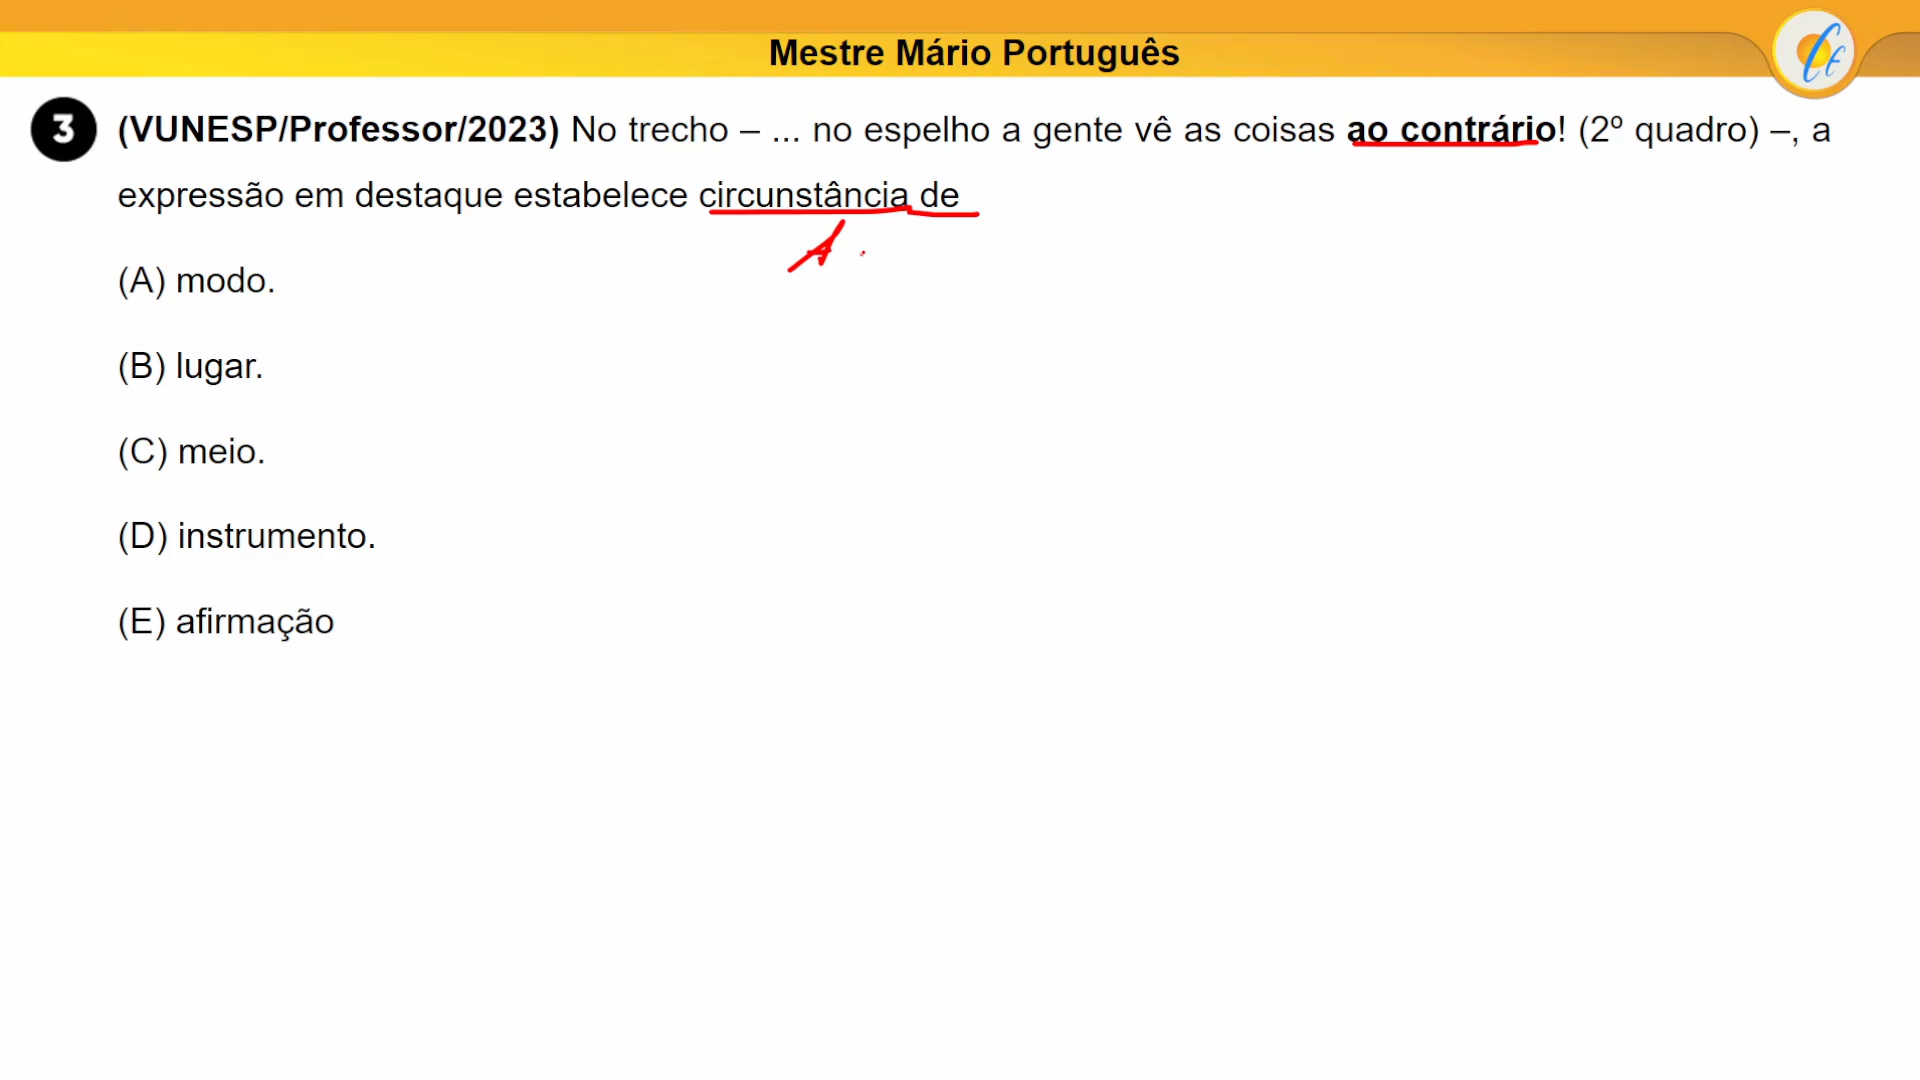 Mestre Mário Português
3 (VUNESP/Professor/2023) No trecho – ... no espelho a gente vê as coisas ao contrário! (2º quadro) –, a
expressão em destaque estabelece circunstância de
A
(A) modo.
(B) lugar.
(C) meio.
(D) instrumento.
(E) afirmação